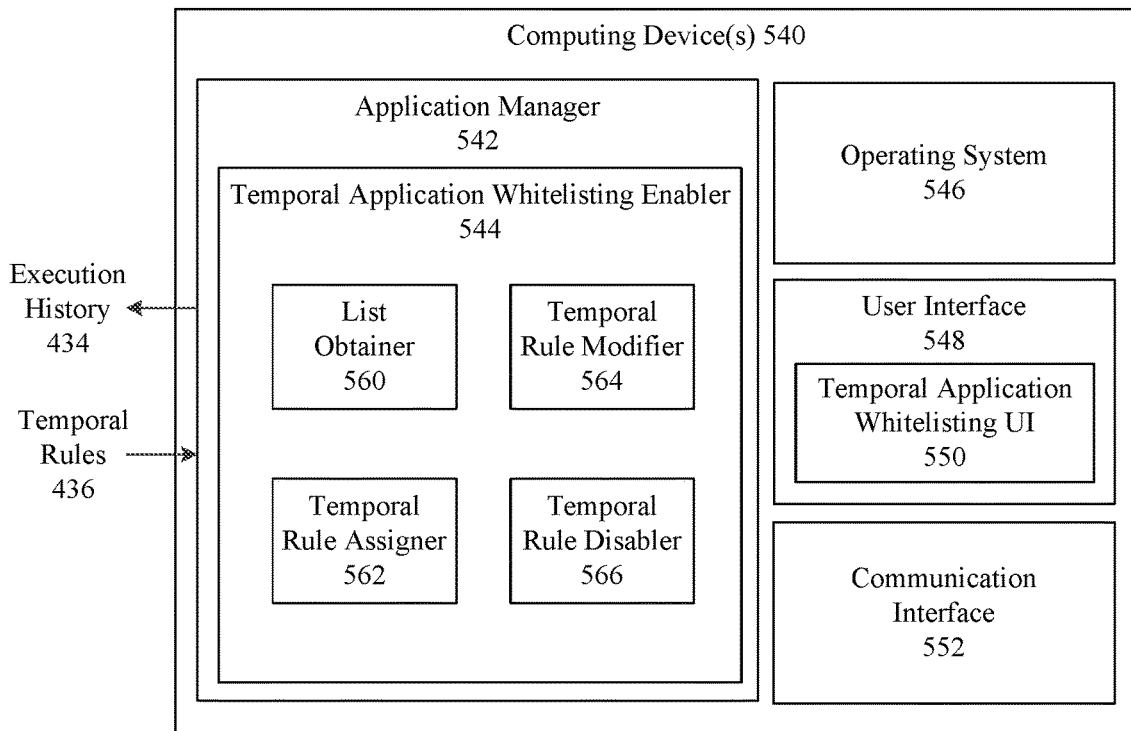 Computing Device(s) 540
Application Manager
542
Temporal Application Whitelisting Enabler
544
List
Obtainer
560
Temporal
Rule Modifier
564
Temporal
Rule Assigner
562
Temporal
Rule Disabler
566
Execution
History
434
Temporal
Rules
436
Operating System
546
User Interface
548
Temporal Application
Whitelisting UI
550
Communication
Interface
552